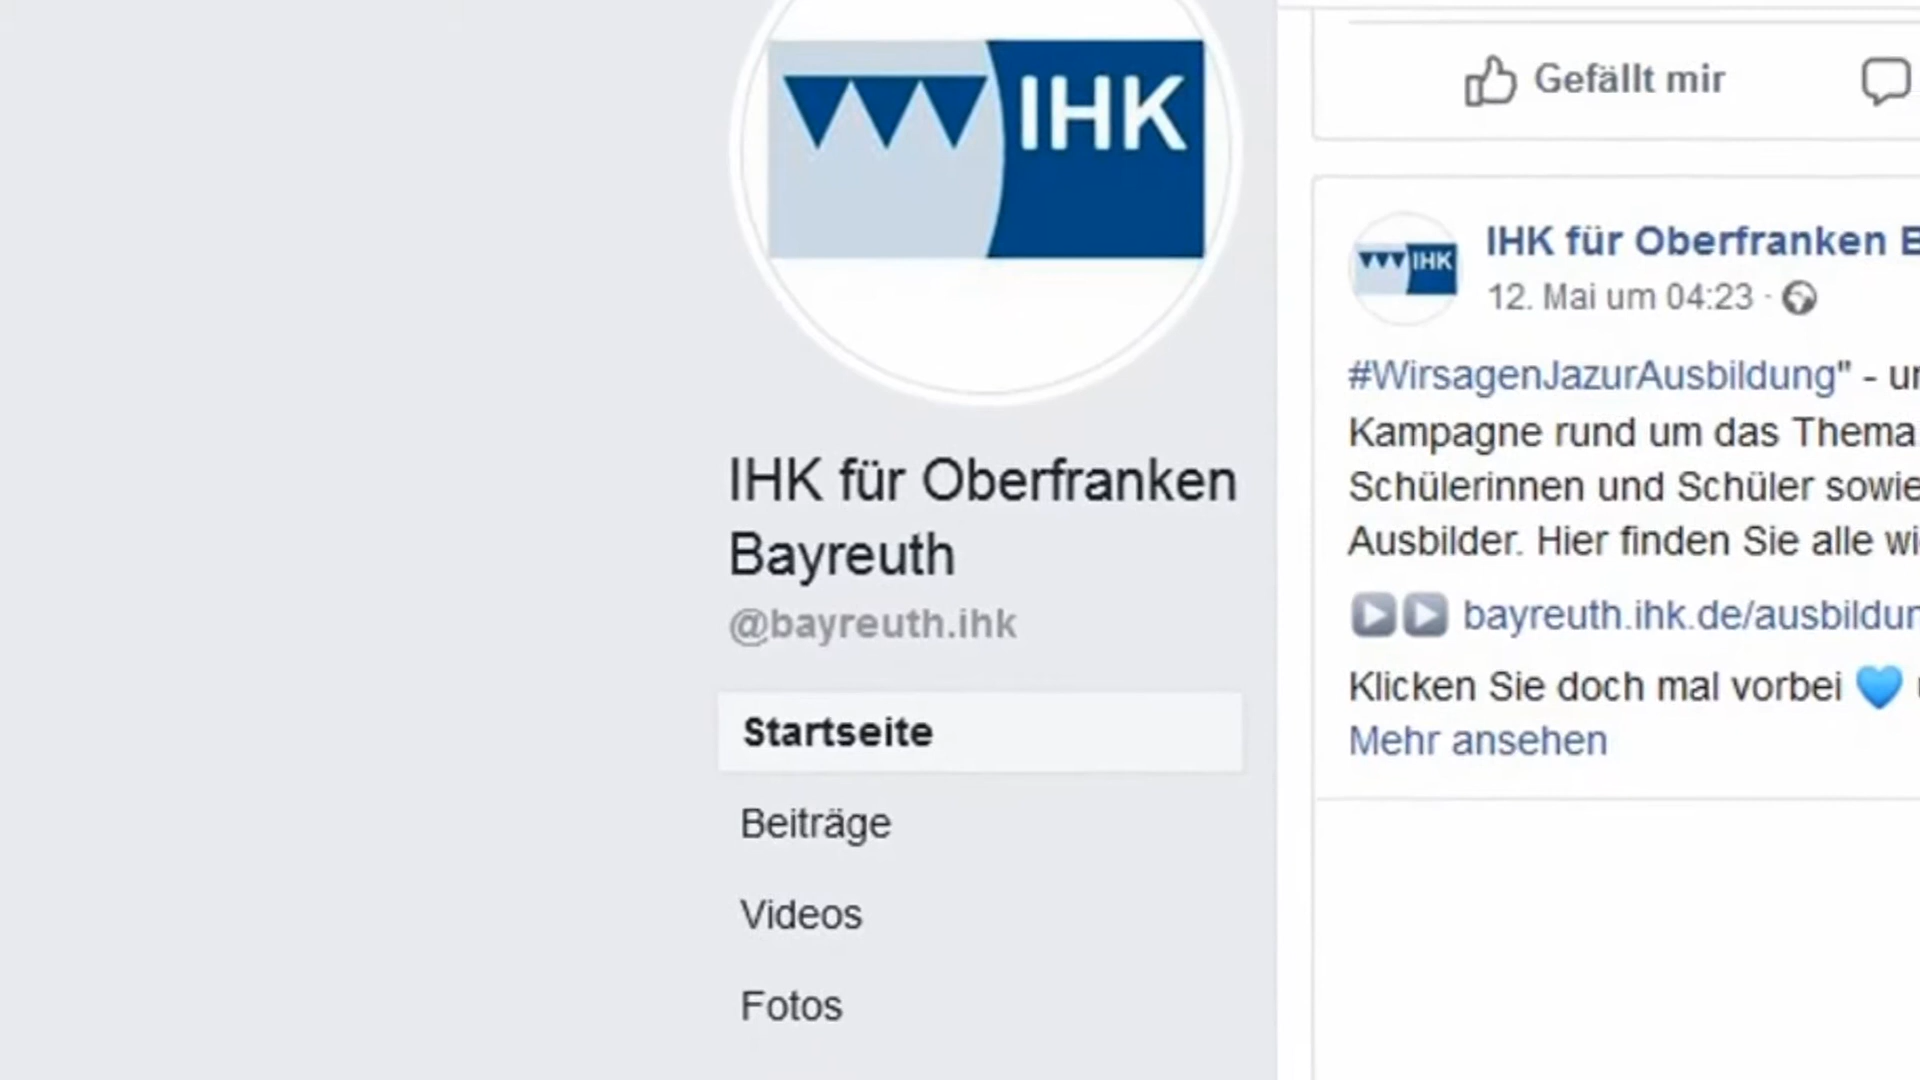 IHK
IHK für Oberfranken
Bayreuth
@bayreuth.ihk
Startseite
Beiträge
Videos
Fotos
Gefällt mir
IHK
IHK für Oberfranken
12. Mai um 04:23 ·
#WirsagenJazurAusbildung" -
Kampagne rund um das Thema
Schülerinnen und Schüler sowie
Ausbilder. Hier finden Sie alle
bayreuth.ihk.de/ausbildun
Klicken Sie doch mal vorbei 💙
Mehr ansehen